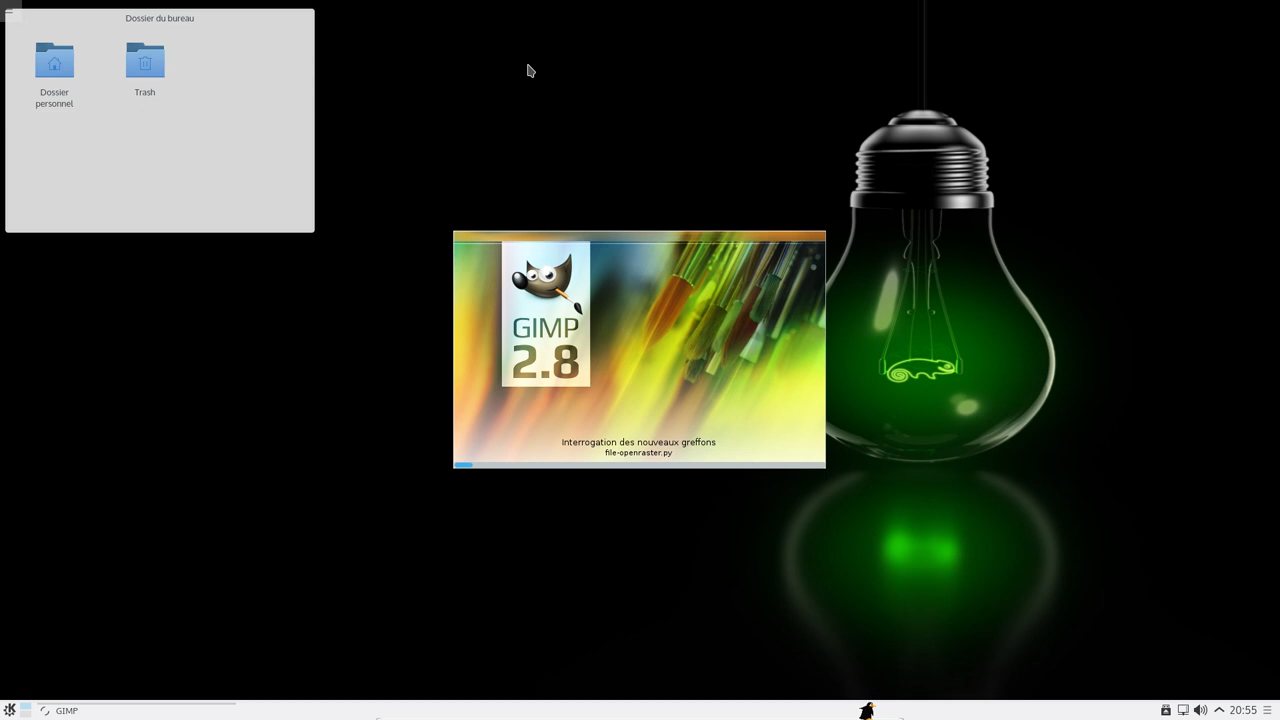 Dossier du bureau
Dossier
personnel
Trash
GIMP
2.8
Interrogation des nouveaux greffons
file-openraster.py
GIMP
20:55